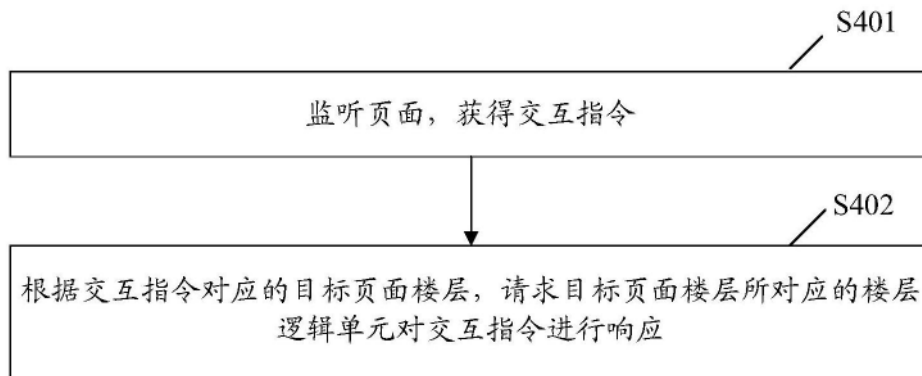 S401
监听页面，获得交互指令
S402
根据交互指令对应的目标页面楼层，请求目标页面楼层所对应的楼层
逻辑单元对交互指令进行响应